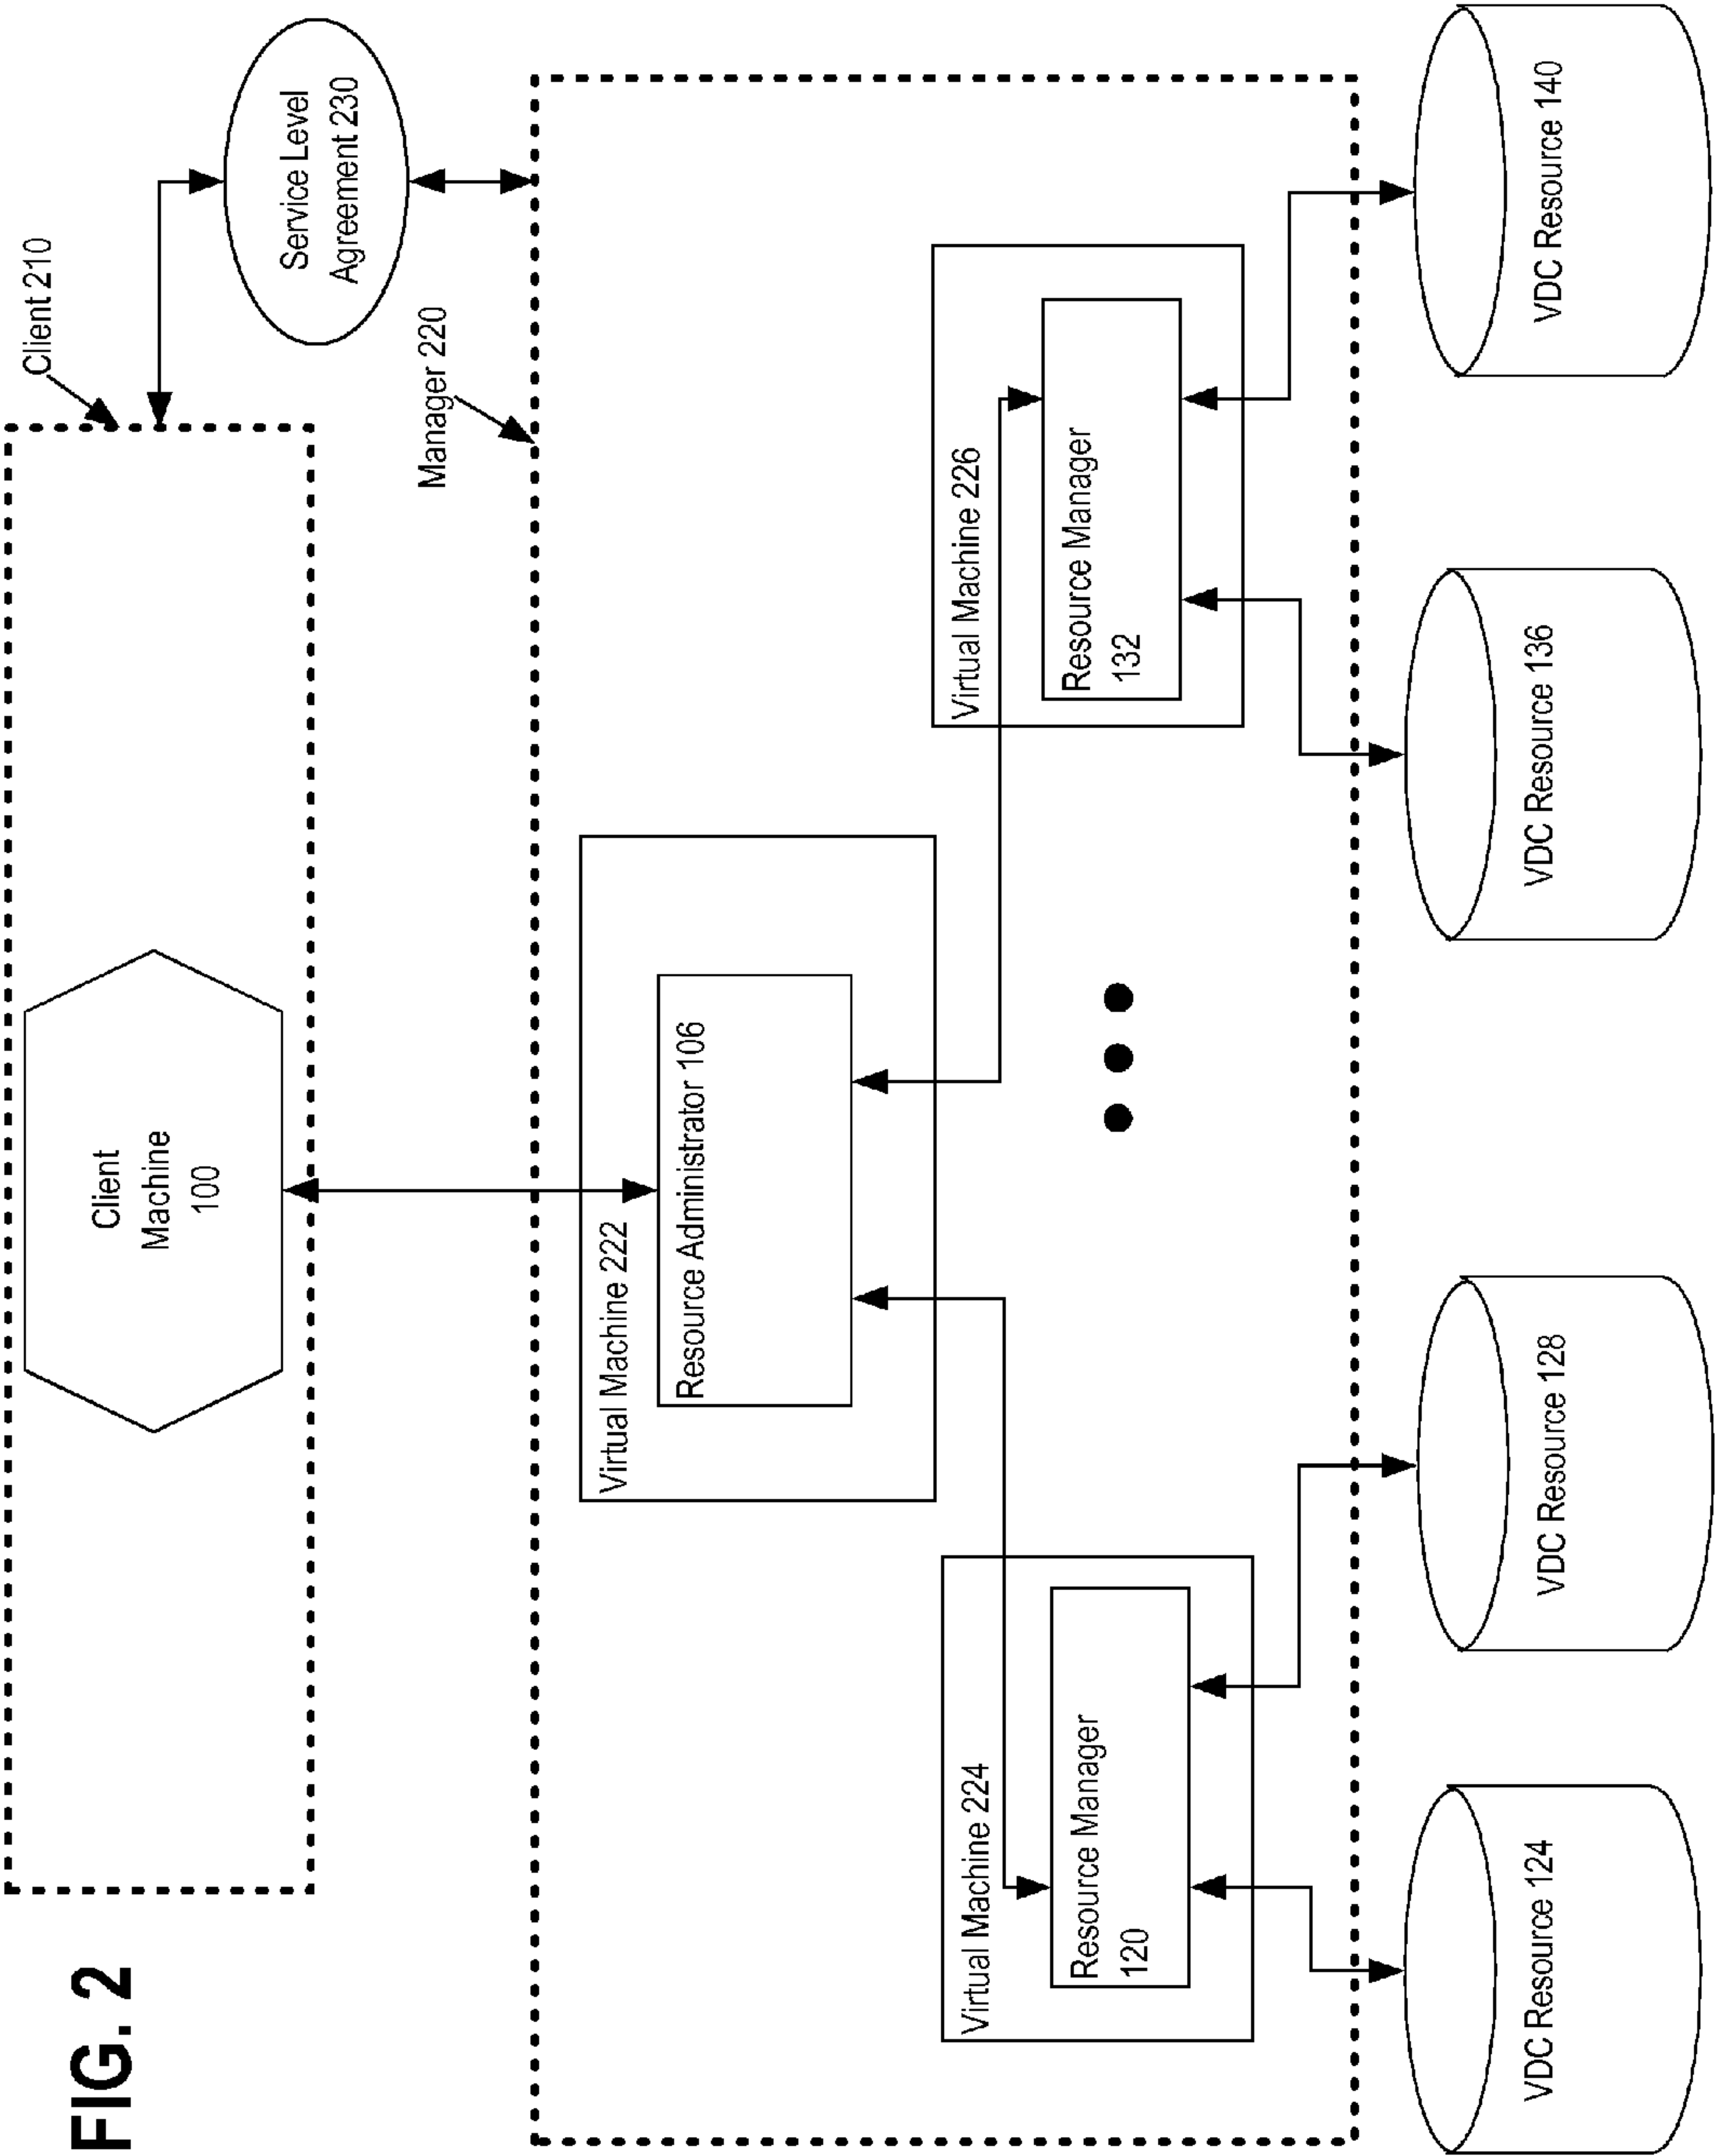 FIG. 2
Client 210
Client
Machine
100
Service Level
Agreement 230
Manager 220
Virtual Machine 222
Resource Administrator 106
Virtual Machine 224
Resource Manager
120
Virtual Machine 226
Resource Manager
132
VDC Resource 124
VDC Resource 128
VDC Resource 136
VDC Resource 140